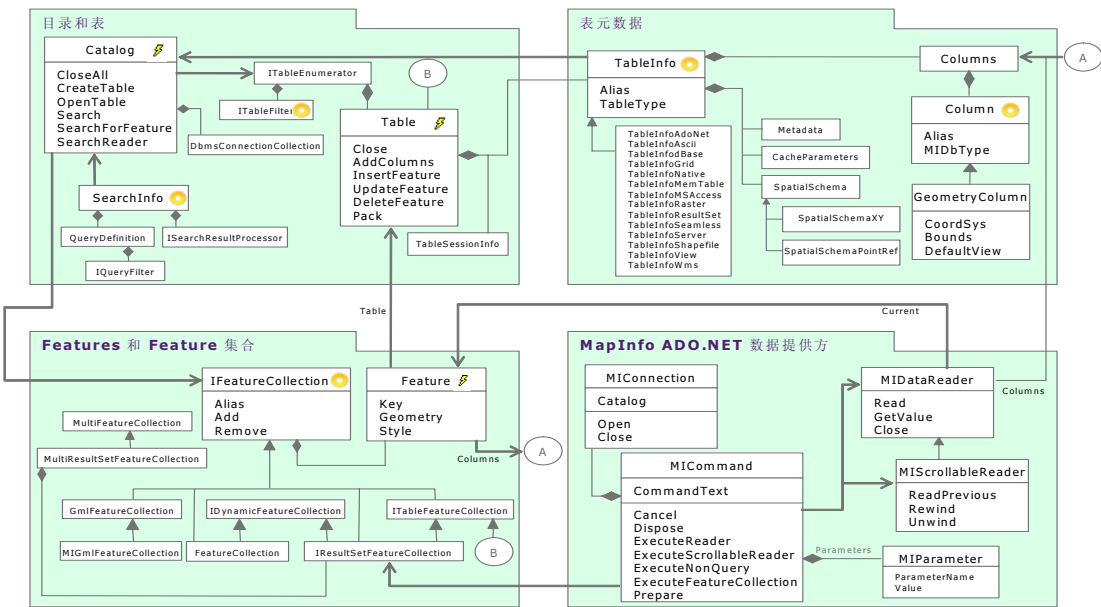 目录和表
Catalog
CloseAll
CreateTable
OpenTable
Search
SearchForFeature
SearchReader
ITableEnumerator
ITableFilter
DbmsConnectionCollection
B
Table
Close
AddColumns
InsertFeature
UpdateFeature
DeleteFeature
Pack
SearchInfo
QueryDefinition
ISearchResultProcessor
IQueryFilter
TableSessionInfo
表元数据
TableInfo
Alias
TableType
TableInfoAdoNet
TableInfoAscii
TableInfodBase
TableInfoGrid
TableInfoNative
TableInfoMemTable
TableInfoMSAccess
TableInfoRaster
TableInfoResultSet
TableInfoSeamless
TableInfoServer
TableInfoShapefile
TableInfoView
TableInfoWms
Metadata
CacheParameters
SpatialSchema
SpatialSchemaXY
SpatialSchemaPointRef
Columns
A
Column
Alias
MIDbType
GeometryColumn
CoordSys
Bounds
DefaultView
Table
Current
Features 和 Feature 集合
IFeatureCollection
Alias
Add
Remove
Feature
Key
Geometry
Style
Columns
A
MultiFeatureCollection
MultiResultSetFeatureCollection
GmlFeatureCollection
IDynamicFeatureCollection
ITableFeatureCollection
MIGmlFeatureCollection
FeatureCollection
IResultSetFeatureCollection
B
MapInfo ADO.NET 数据提供方
MIConnection
Catalog
Open
Close
MICommand
CommandText
Cancel
Dispose
ExecuteReader
ExecuteScrollableReader
ExecuteNonQuery
ExecuteFeatureCollection
Prepare
MIDataReader
Read
GetValue
Close
Columns
MIScrollableReader
ReadPrevious
Rewind
Unwind
Parameters
MIParameter
ParameterName
Value